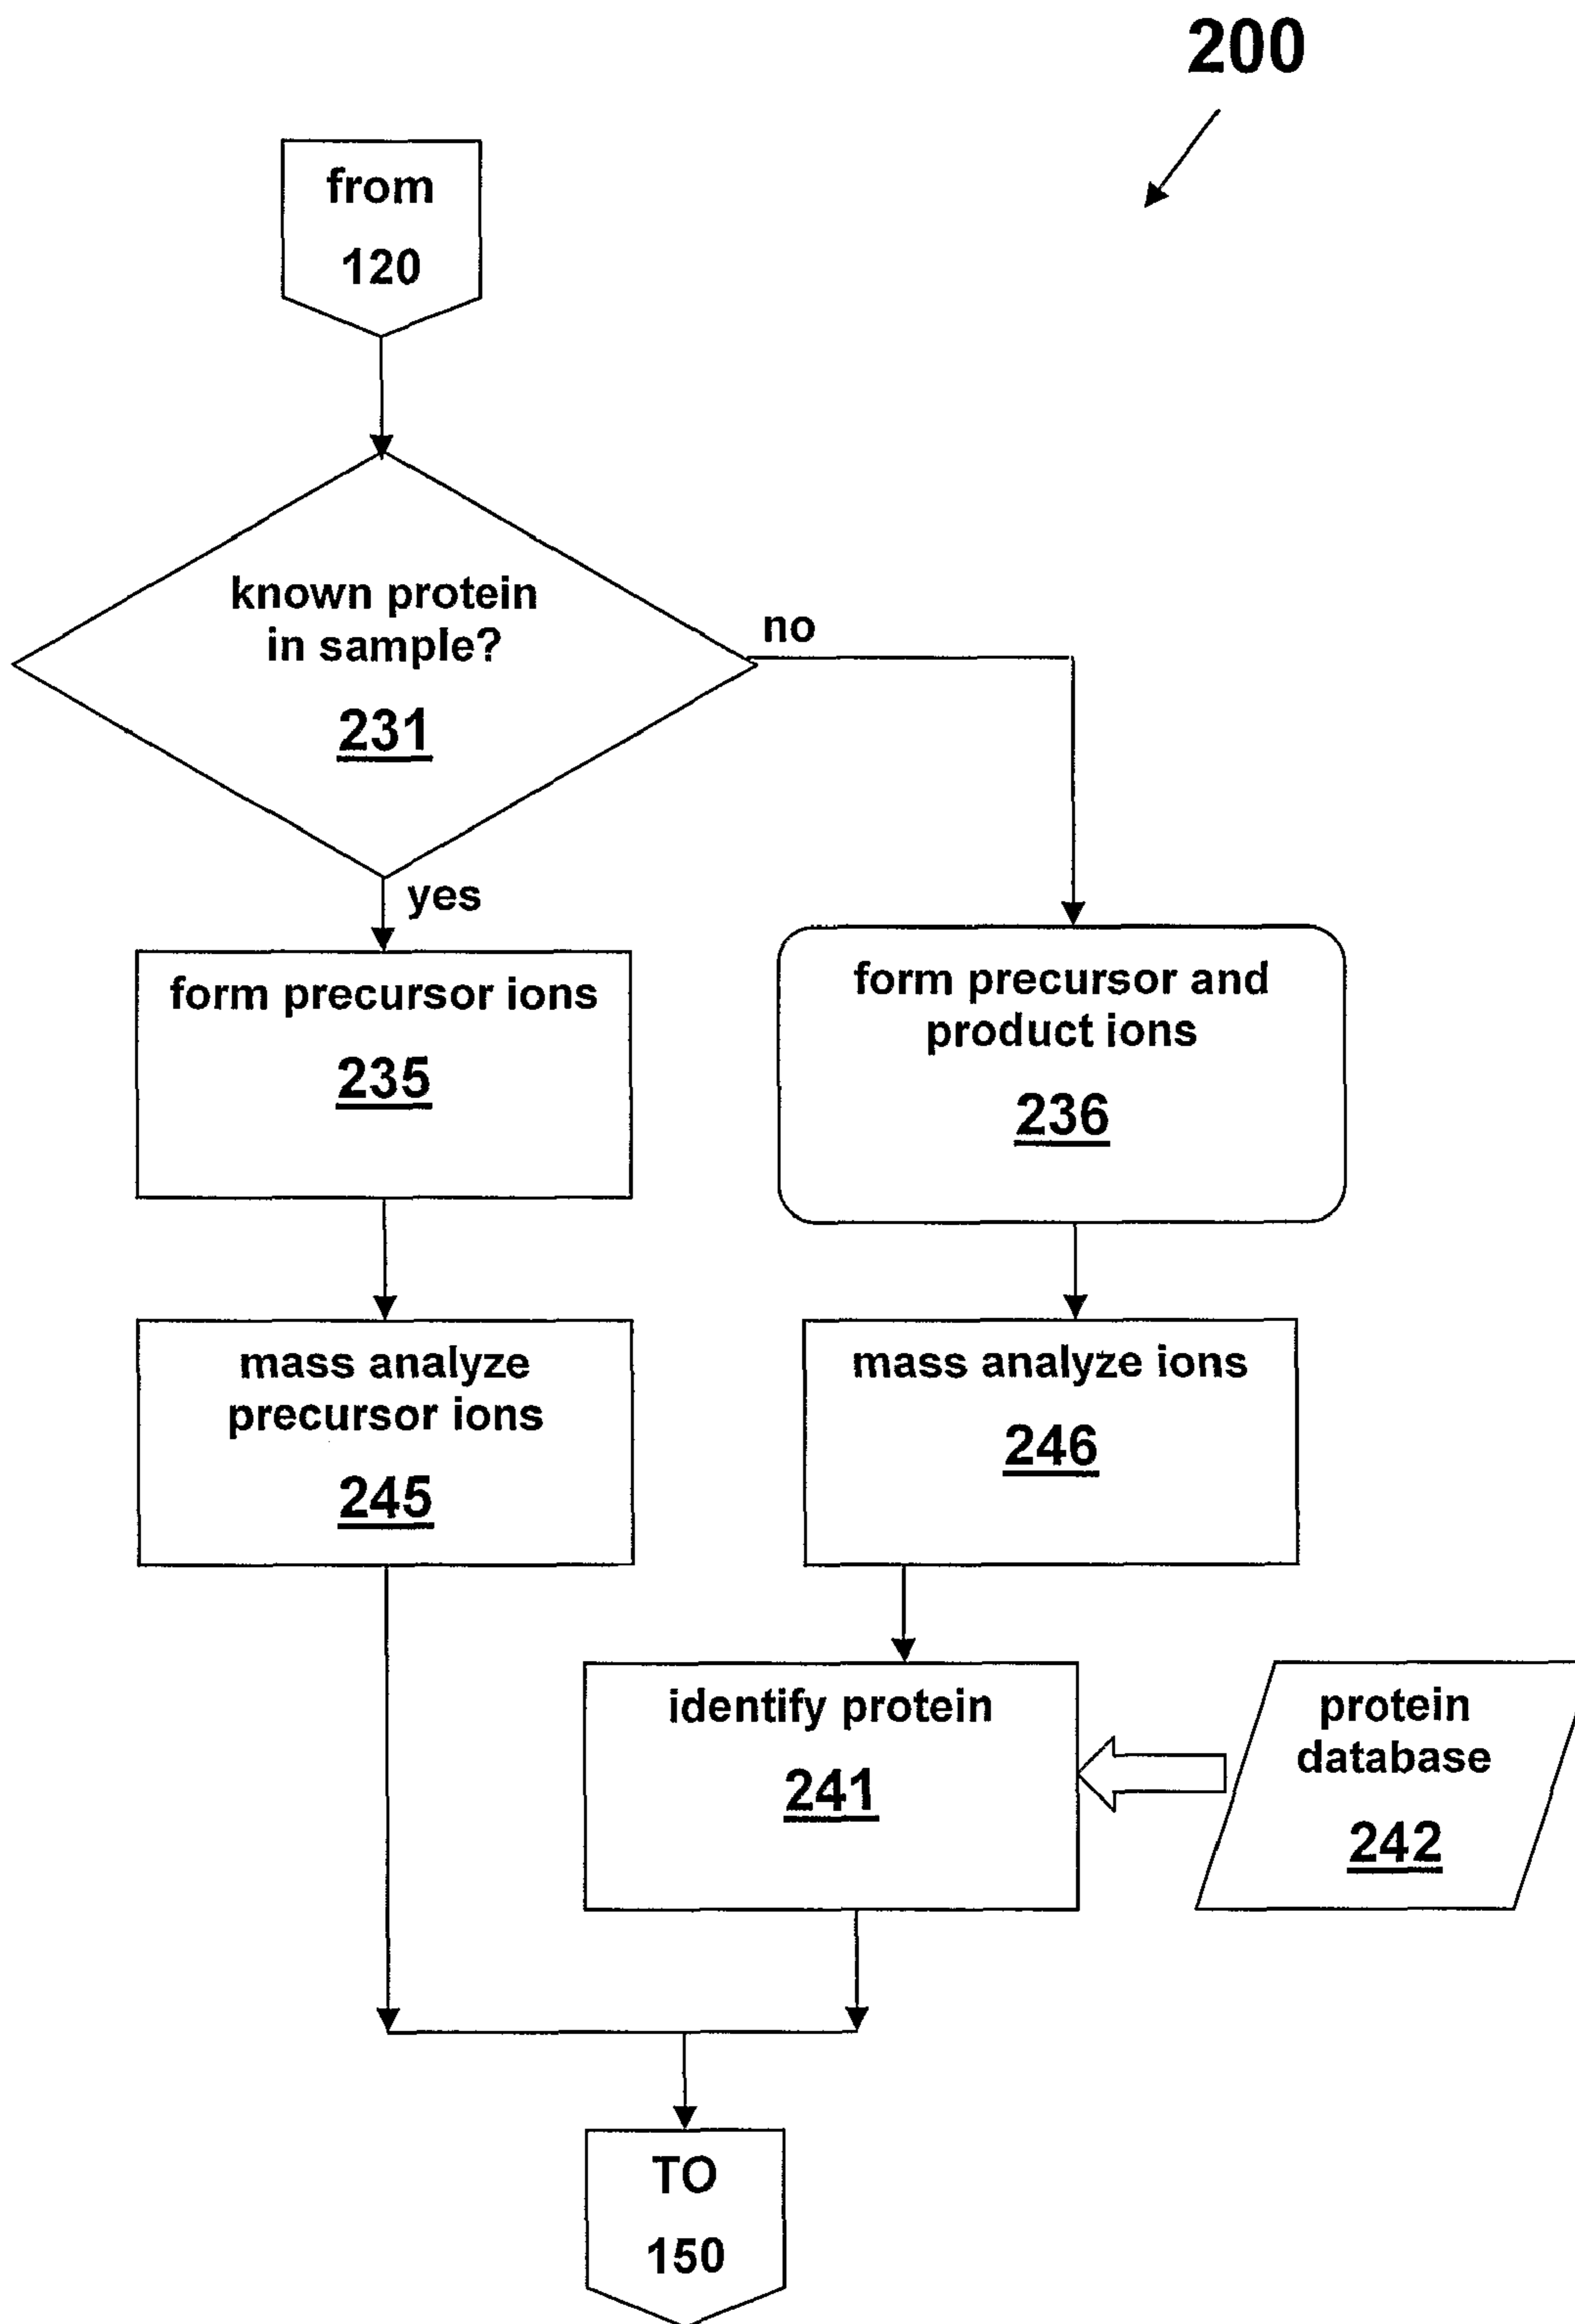 200
from
120
known protein
in sample?
231
no
yes
form precursor ions
235
form precursor and
product ions
236
mass analyze
precursor ions
245
mass analyze ions
246
identify protein
241
protein
database
242
TO
150